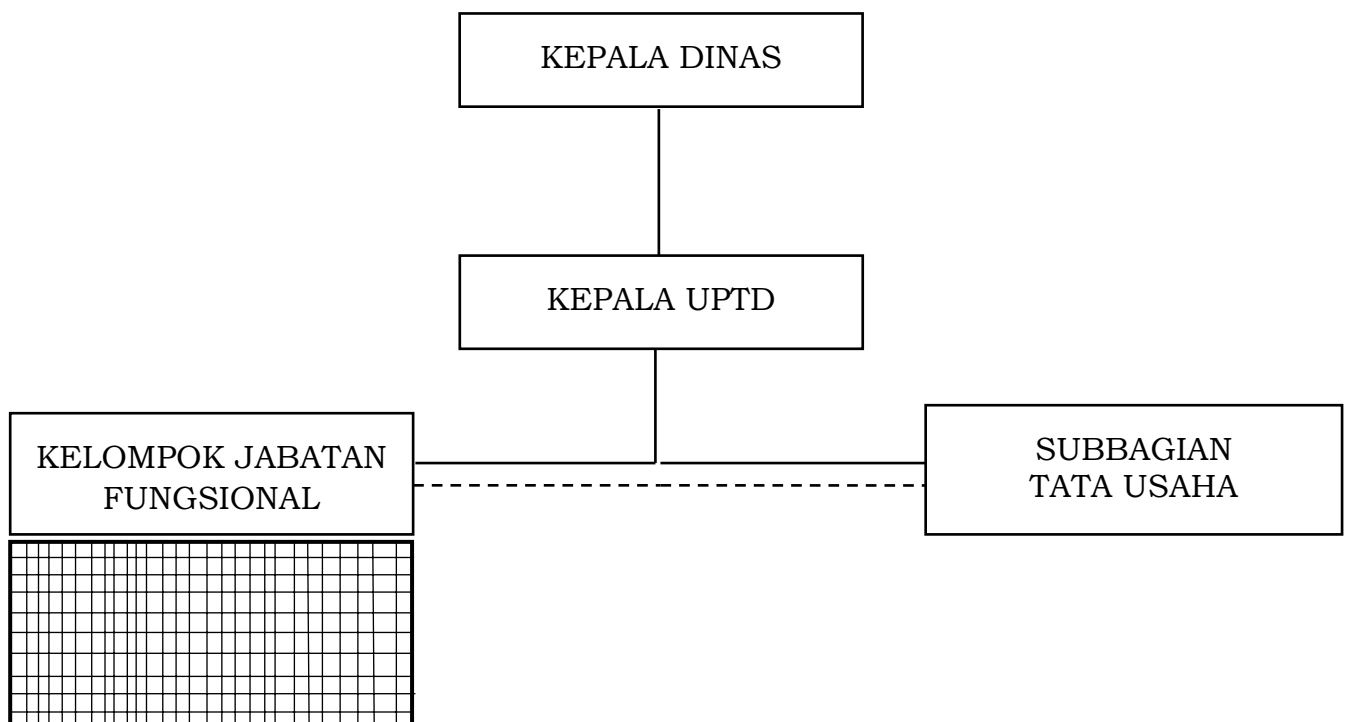 KEPALA DINAS
KEPALA UPTD
KELOMPOK JABATAN
FUNGSIONAL
SUBBAGIAN
TATA USAHA